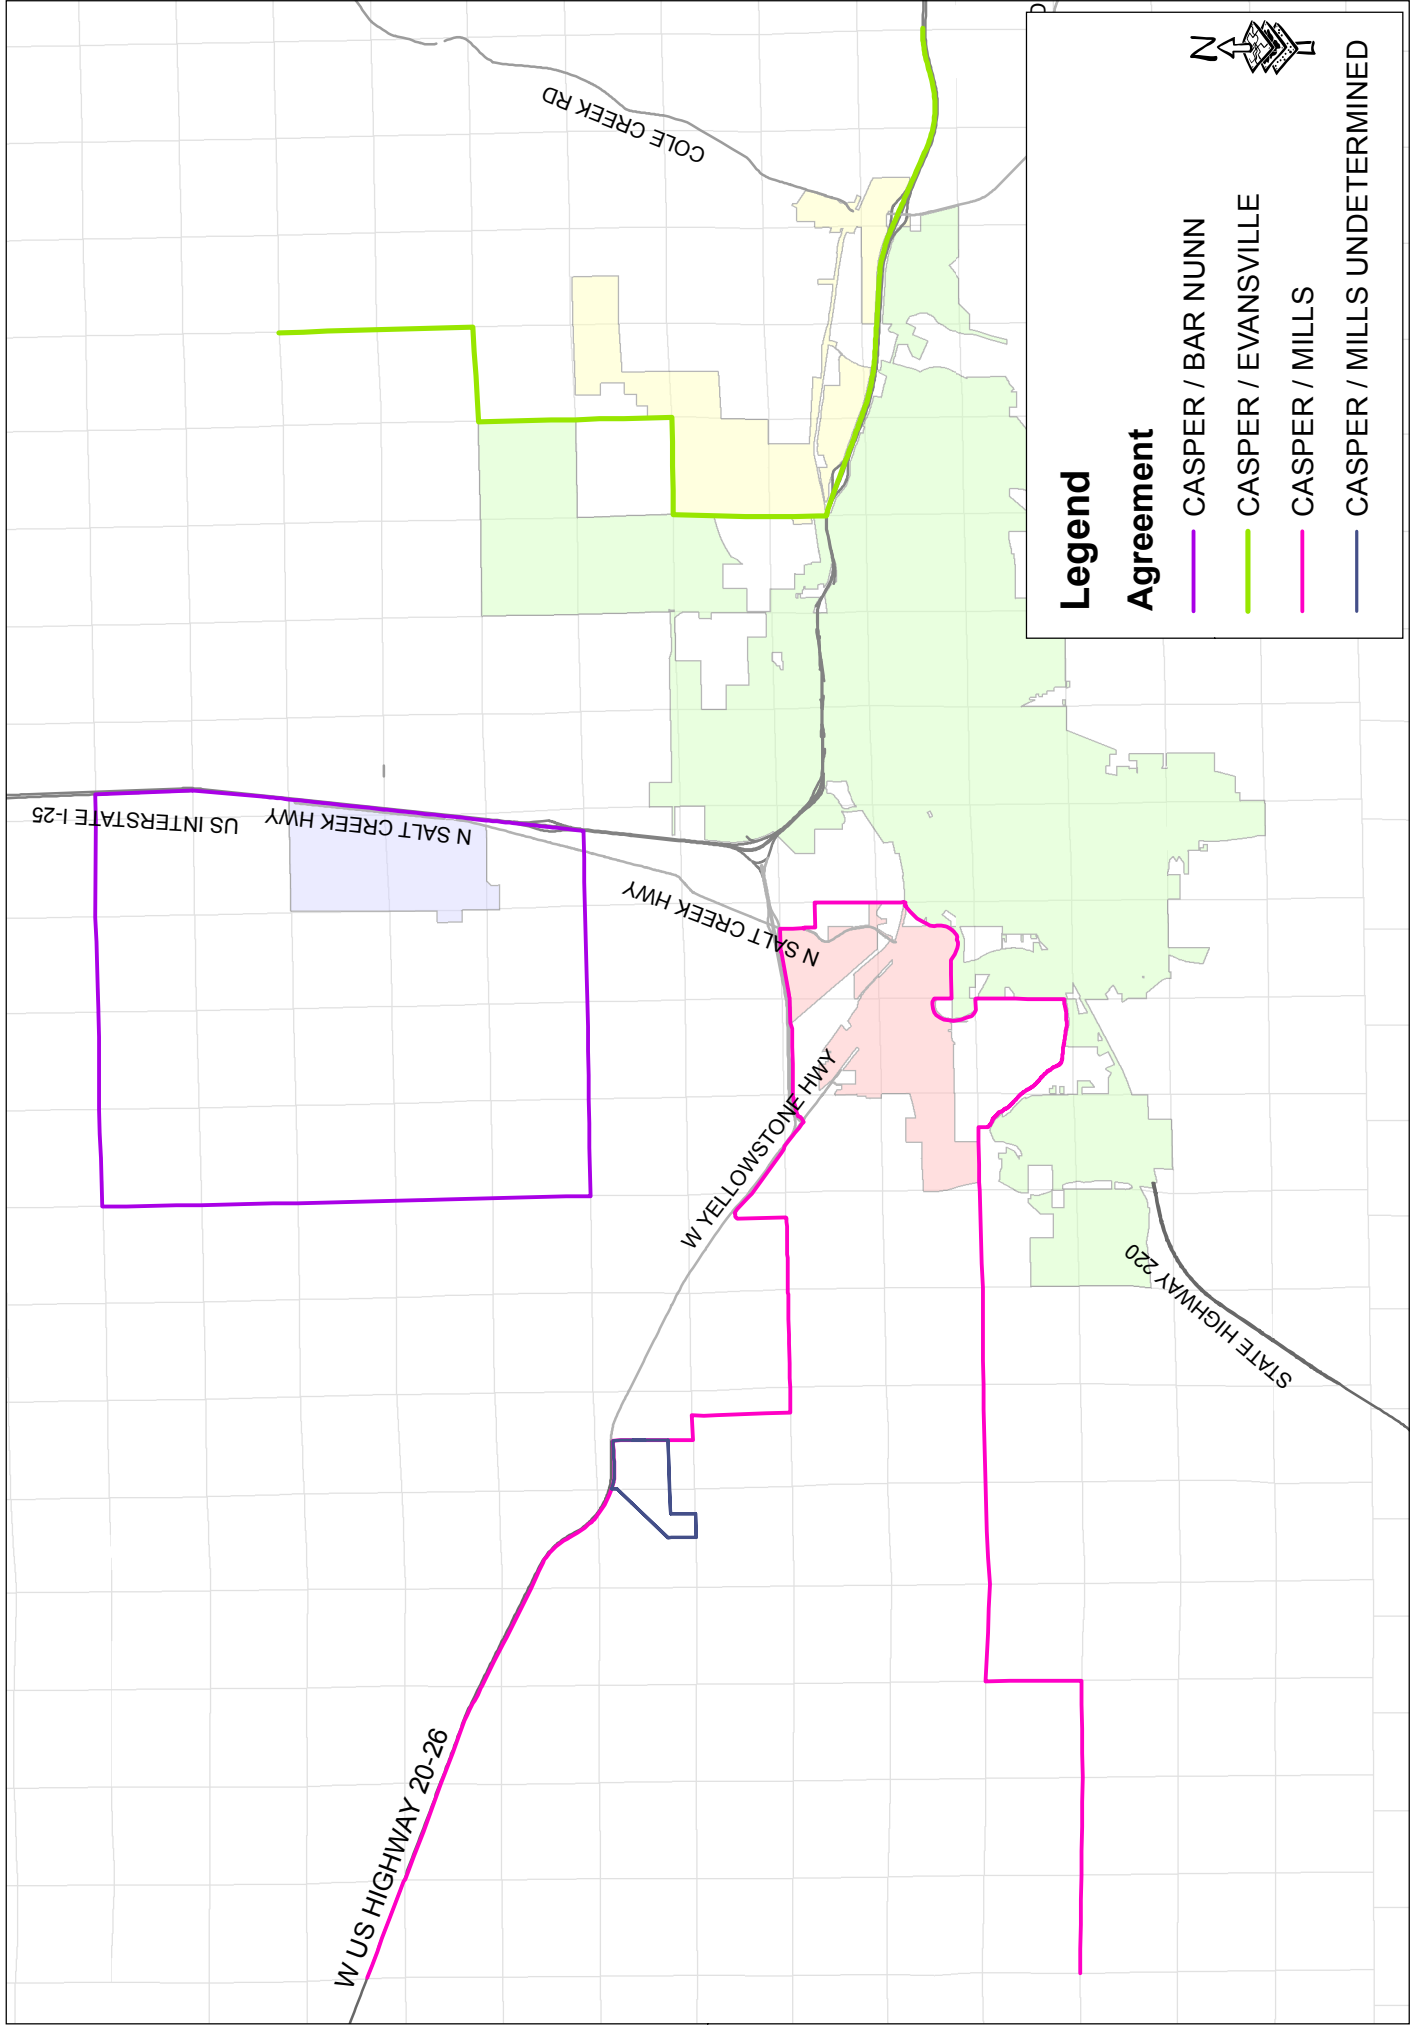 COLE CREEK RD
US INTERSTATE I-25
N SALT CREEK HWY
N SALT CREEK HWY
W YELLOWSTONE HWY
W US HIGHWAY 20-26
STATE HIGHWAY 220
D
N
Legend
Agreement
CASPER / BAR NUNN
CASPER / EVANSVILLE
CASPER / MILLS
CASPER / MILLS UNDETERMINED